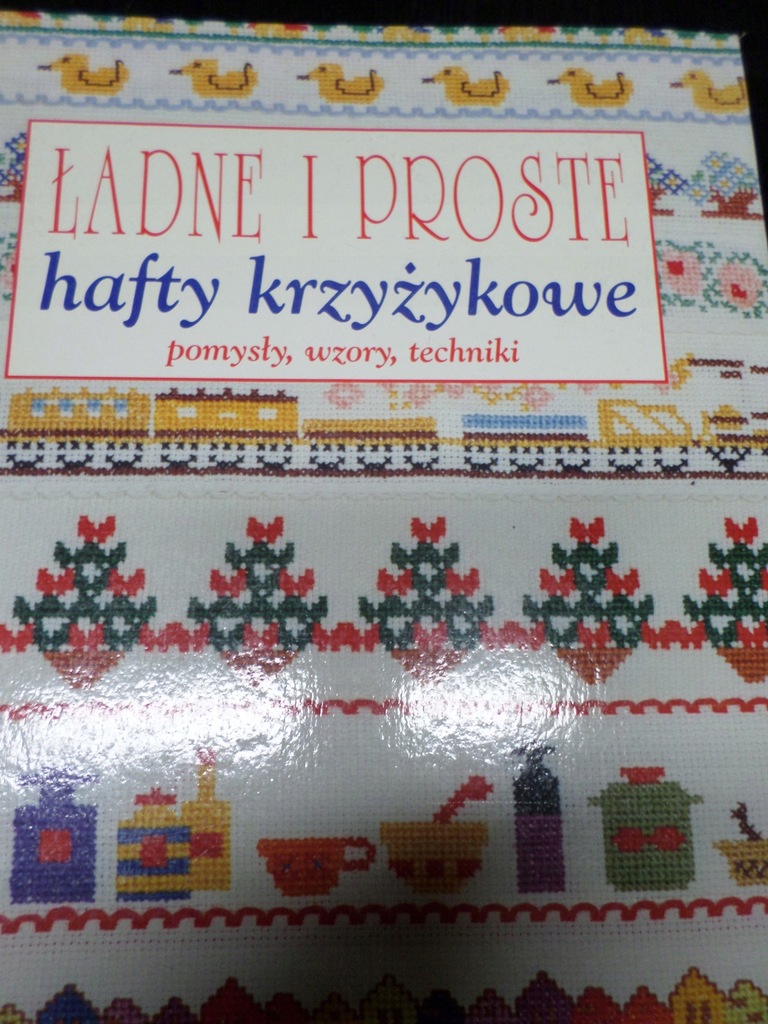 ŁADNE I PROSTE
hafty krzyżykowe
pomysły, wzory, techniki